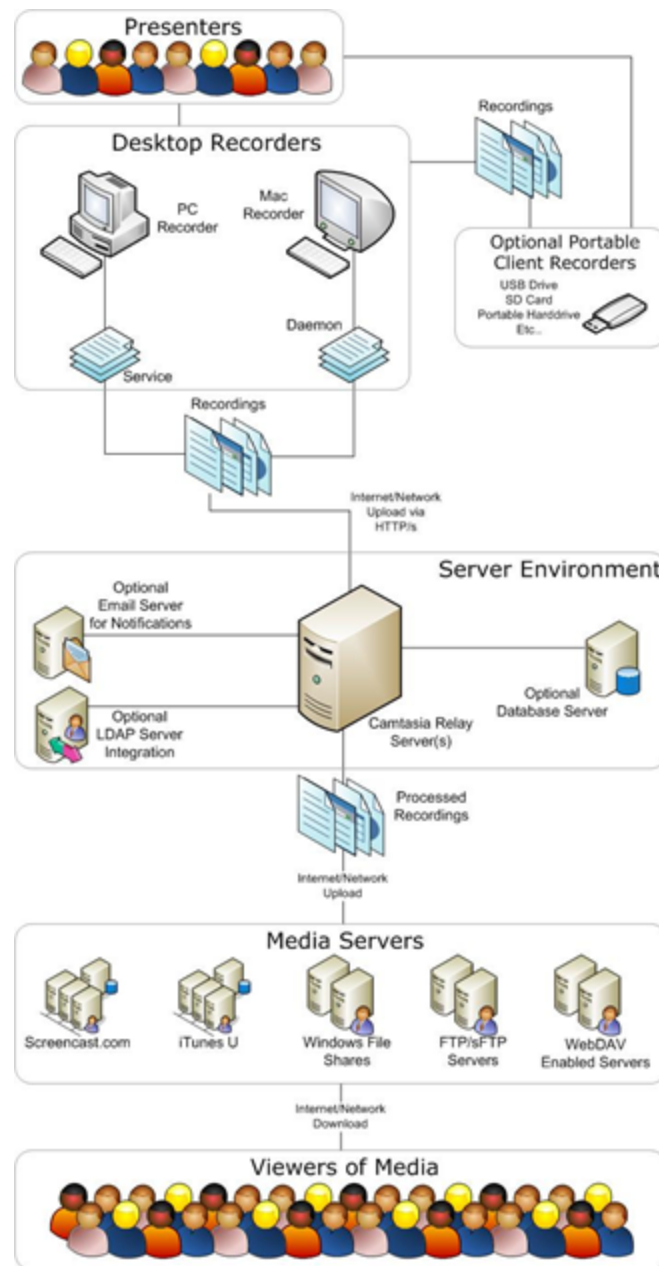 Presenters
Recordings
Desktop Recorders
PC
Recorder
Mac
Recorder
Optional Portable
Client Recorders
USB Drive
SD Card
Portable Harddrive
Etc..
Daemon
Service
Recordings
Internet/Network
Upload via
HTTP/s
Server Environment
Optional
Email Server
for Notifications
Optional
LDAP Server
Integration
Camtasia Relay
Server(s)
Optional
Database Server
Processed
Recordings
Internet/Network
Upload
Media Servers
Screencast.com
iTunes U
Windows File
Shares
FTP/sFTP
Servers
WebDAV
Enabled Servers
Internet/Network
Download
Viewers of Media